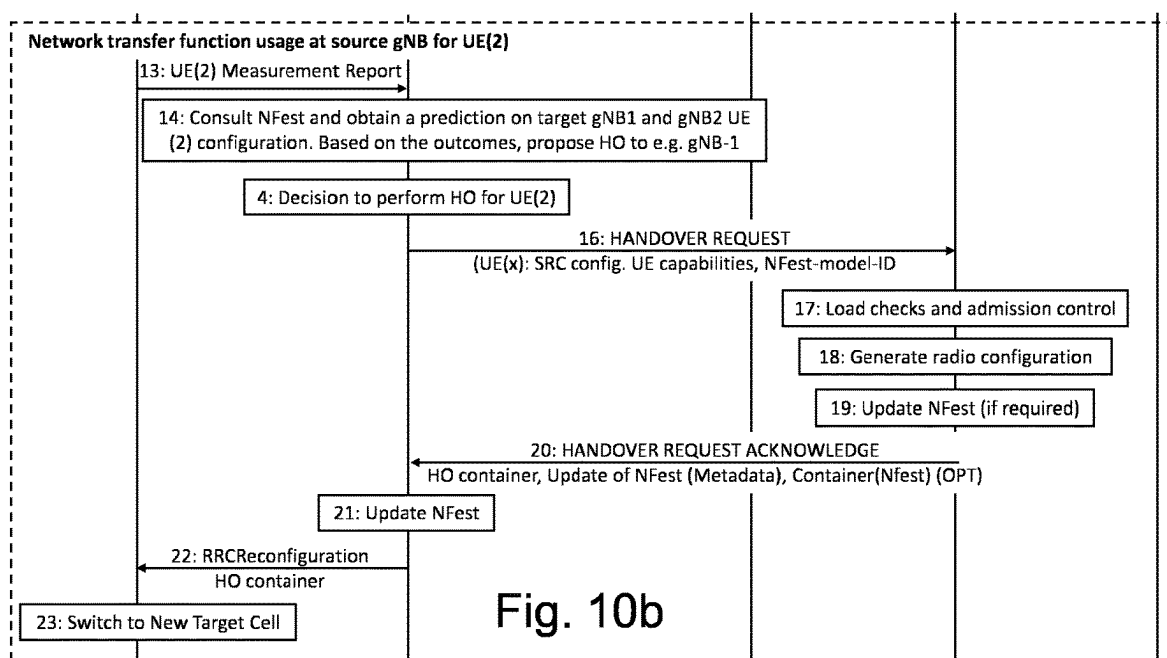 Network transfer function usage at source gNB for UE(2)
13: UE(2) Measurement Report
14: Consult NFest and obtain a prediction on target gNB1 and gNB2 UE
(2) configuration. Based on the outcomes, propose HO to e.g. gNB-1
4: Decision to perform HO for UE(2)
16: HANDOVER REQUEST
(UE(x): SRC config. UE capabilities, NFest-model-ID
17: Load checks and admission control
18: Generate radio configuration
19: Update NFest (if required)
20: HANDOVER REQUEST ACKNOWLEDGE
HO container, Update of NFest (Metadata), Container(Nfest) (OPT)
21: Update NFest
22: RRCReconfiguration
HO container
23: Switch to New Target Cell
Fig. 10b